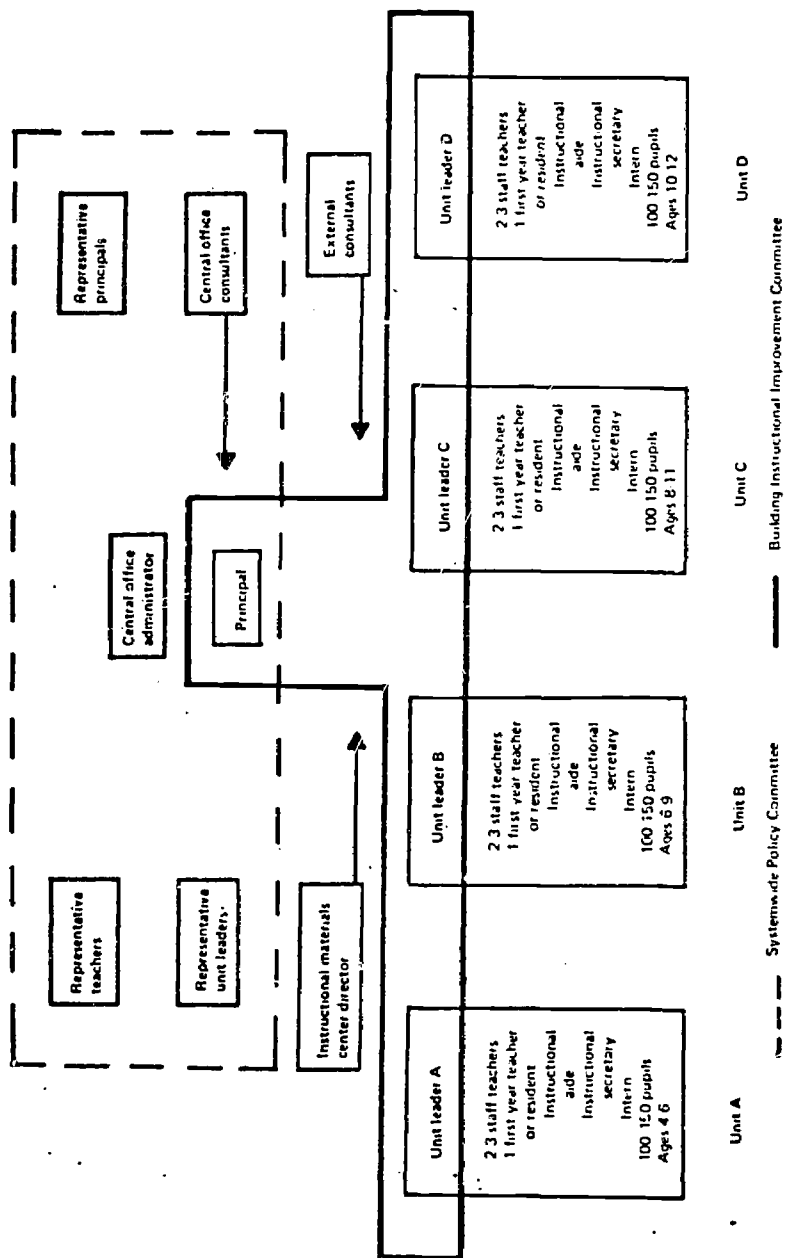 Representative
principals
Central office
consultants
External
consultants
Central office
administrator
Principal
Representative
teachers
Representative
unit leaders
Instructional materials
center director
Unit leader A
2 3 staff teachers
1 first year teacher
or resident
Instructional
aide
Instructional
secretary
Intern
100 150 pupils
Ages 4 6
Unit A
Unit leader B
2 3 staff teachers
1 first year teacher
or resident
Instructional
aide
Instructional
secretary
Intern
100 150 pupils
Ages 6 9
Unit B
Unit leader C
2 3 staff teachers
1 first year teacher
or resident
Instructional
aide
Instructional
secretary
Intern
100 150 pupils
Ages 8-11
Unit C
Unit leader D
2 3 staff teachers
1 first year teacher
or resident
Instructional
aide
Instructional
secretary
Intern
100 150 pupils
Ages 10 12
Unit D
Systemwide Policy Committee
Building Instructional Improvement Committee